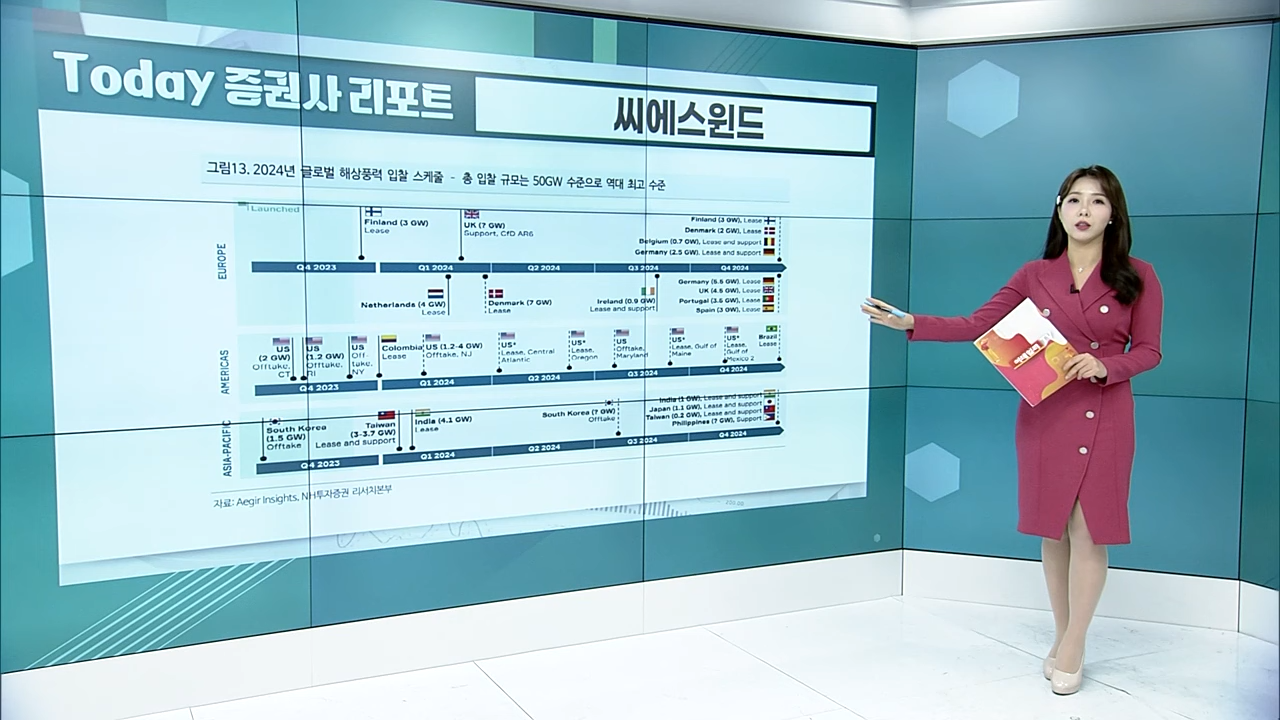 Today 증권사 리포트
씨에스윈드
그림13. 2024년 글로벌 해상풍력 입찰 스케줄 - 총 입찰 규모는 50GW 수준으로 역대 최고 수준
Launched
EUROPE
Finland (3 GW)
Lease
UK (? GW)
Support, CfD AR6
Finland (3 GW), Lease
Denmark (2 GW), Lease
Belgium (0.7 GW), Lease and support
Germany (2.5 GW), Lease and support
Q4 2023 Q1 2024 Q2 2024 Q3 2024 Q4 2024
Netherlands (4 GW)
Lease
Denmark (7 GW)
Lease
Ireland (0.9 GW)
Lease and support
Germany (5.5 GW), Lease
UK (4.5 GW), Lease
Portugal (3.5 GW), Lease
Spain (3 GW), Lease
AMERICAS
US
(2 GW)
Offtake,
CT
US
(1.2 GW)
Offtake,
RI
US
Off-
take,
NY
Colombia
Lease
US (1.2-4 GW)
Offtake, NJ
US*
Lease, Central
Atlantic
US*
Lease,
Oregon
US
Offtake,
Maryland
US*
Lease, Gulf of
Maine
US*
Lease,
Gulf of
Mexico 2
Brazil
Lease
Q4 2023 Q1 2024 Q2 2024 Q3 2024 Q4 2024
ASIA-PACIFIC
South Korea
(1.5 GW)
Offtake
Taiwan
(3-3.7 GW)
Lease and support
India (4.1 GW)
Lease
South Korea (? GW)
Offtake
India (1 GW), Lease and support
Japan (1.1 GW), Lease and support
Taiwan (0.2 GW), Lease and support
Philippines (? GW), Support
Q4 2023 Q1 2024 Q2 2024 Q3 2024 Q4 2024
자료: Aegir Insights, NH투자증권 리서치본부